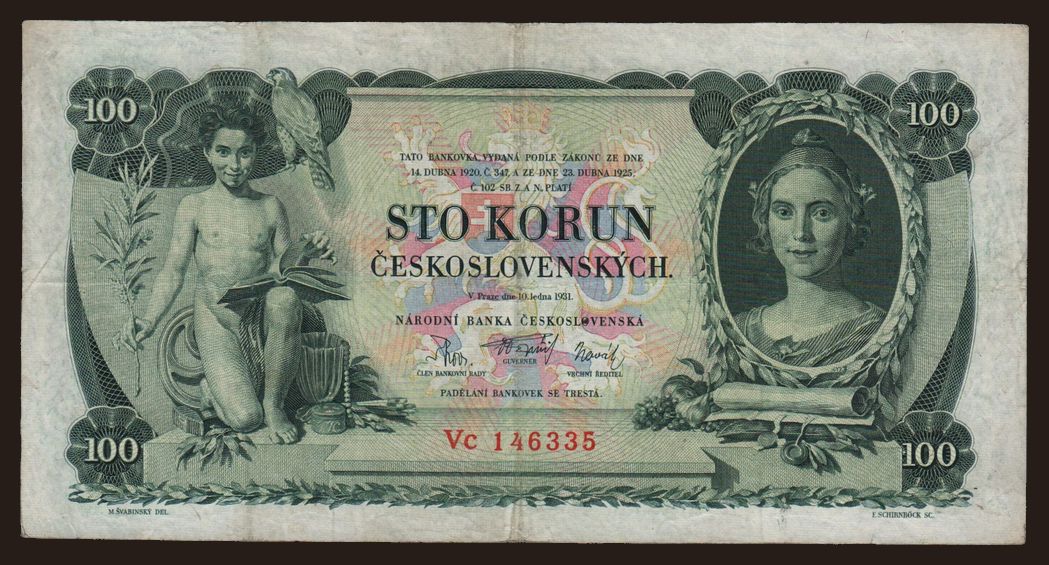 100
100
TATO BANKOVKA, VYDANÁ PODLE ZÁKONŮ ZE DNE
14. DUBNA 1920, Č. 347, A ZE DNE 23. DUBNA 1925,
Č. 102 SB. Z. A N., PLATÍ
STO KORUN
ČESKOSLOVENSKÝCH.
V Praze dne 10. ledna 1931.
NÁRODNÍ BANKA ČESKOSLOVENSKÁ
ČLEN BANKOVNÍ RADY
GUVERNÉR
VRCHNÍ ŘEDITEL
PADĚLÁNÍ BANKOVEK SE TRESTÁ.
Vc 146335
100
100
M. ŠVABINSKÝ DEL.
E. SCHIRNBÖCK SC.